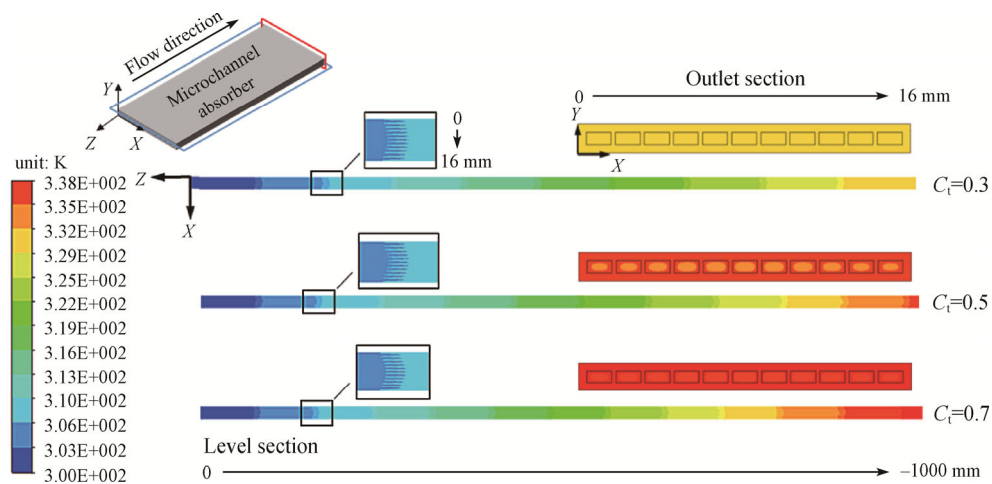 Flow direction
Microchannel
absorber
Y
Z
X
Outlet section
0
16 mm
Y
X
0
16 mm
unit: K
3.38E+002
3.35E+002
3.32E+002
3.29E+002
3.25E+002
3.22E+002
3.19E+002
3.16E+002
3.13E+002
3.10E+002
3.06E+002
3.03E+002
3.00E+002
Z
X
Ct=0.3
Ct=0.5
Ct=0.7
Level section
0
–1000 mm